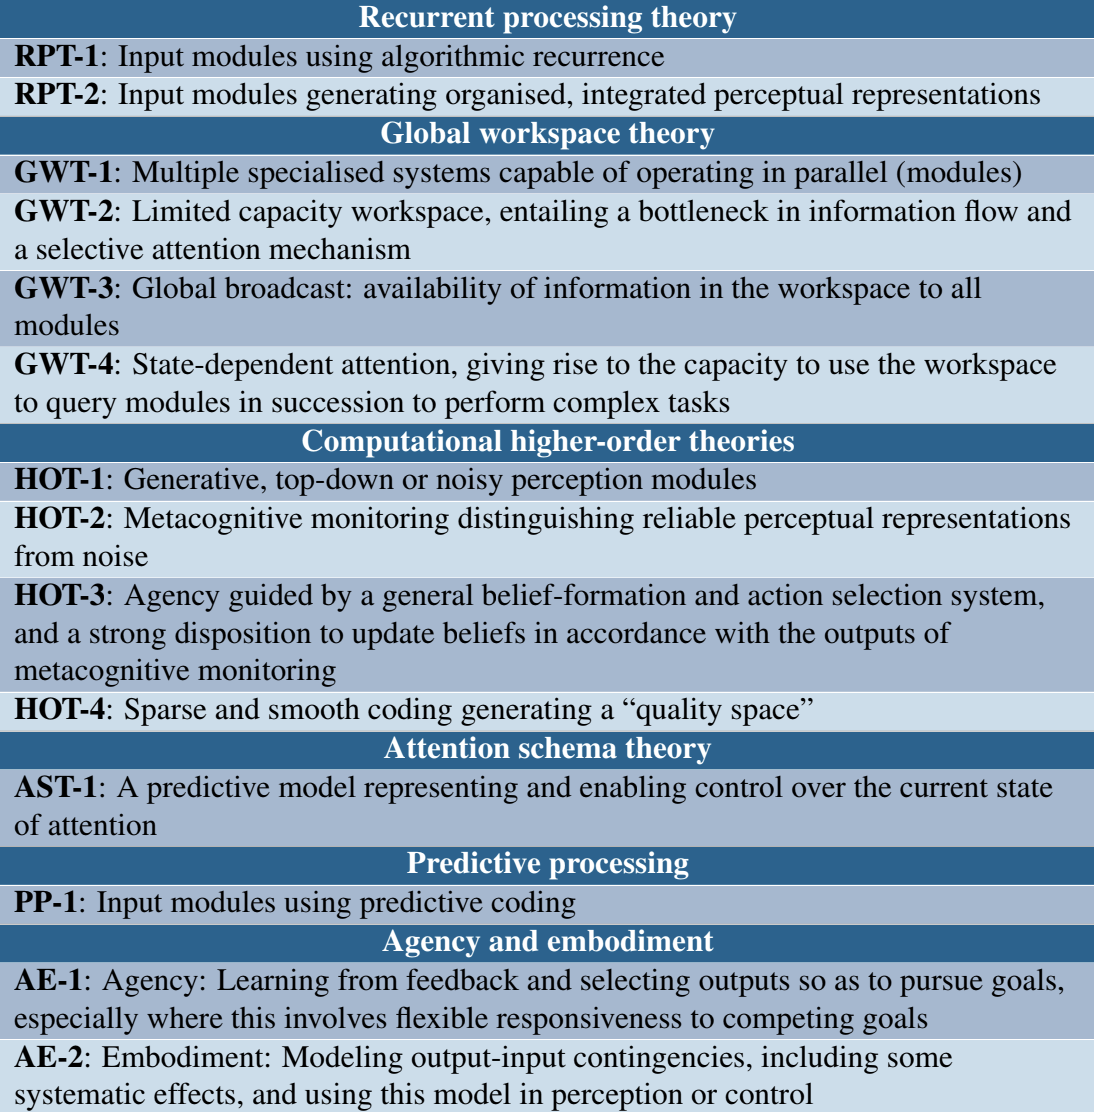 Recurrent processing theory
RPT-1: Input modules using algorithmic recurrence
RPT-2: Input modules generating organised, integrated perceptual representations
Global workspace theory
GWT-1: Multiple specialised systems capable of operating in parallel (modules)
GWT-2: Limited capacity workspace, entailing a bottleneck in information flow and
a selective attention mechanism
GWT-3: Global broadcast: availability of information in the workspace to all
modules
GWT-4: State-dependent attention, giving rise to the capacity to use the workspace
to query modules in succession to perform complex tasks
Computational higher-order theories
HOT-1: Generative, top-down or noisy perception modules
HOT-2: Metacognitive monitoring distinguishing reliable perceptual representations
from noise
HOT-3: Agency guided by a general belief-formation and action selection system,
and a strong disposition to update beliefs in accordance with the outputs of
metacognitive monitoring
HOT-4: Sparse and smooth coding generating a “quality space”
Attention schema theory
AST-1: A predictive model representing and enabling control over the current state
of attention
Predictive processing
PP-1: Input modules using predictive coding
Agency and embodiment
AE-1: Agency: Learning from feedback and selecting outputs so as to pursue goals,
especially where this involves flexible responsiveness to competing goals
AE-2: Embodiment: Modeling output-input contingencies, including some
systematic effects, and using this model in perception or control